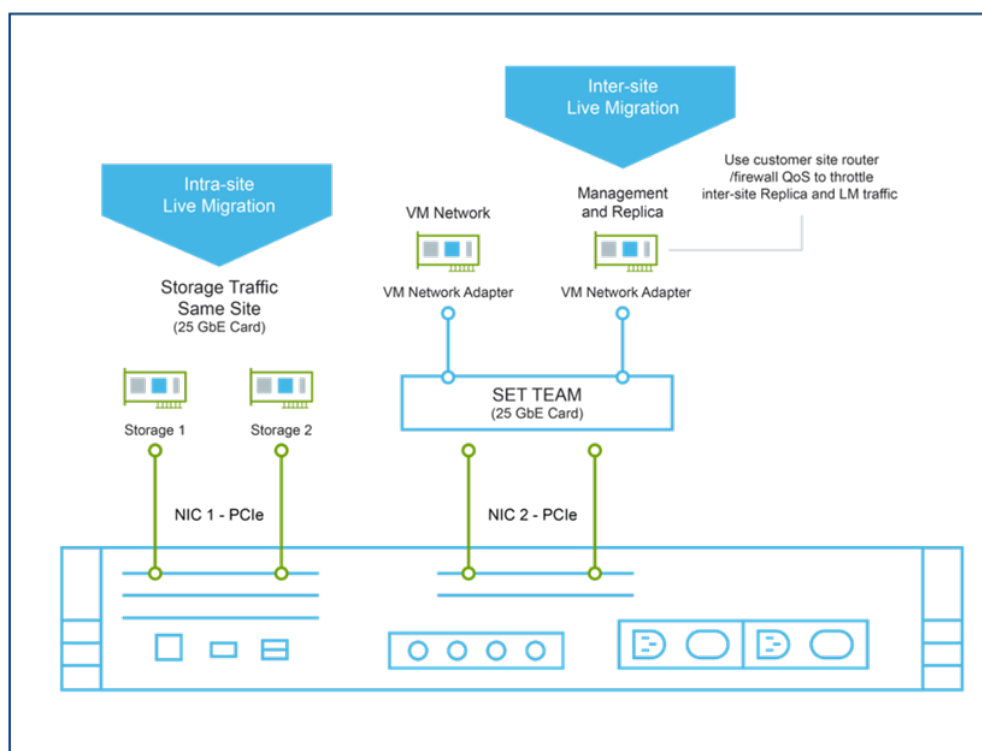 Inter-site
Live Migration
Use customer site router
/firewall QoS to throttle
inter-site Replica and LM traffic
Intra-site
Live Migration
VM Network
Management
and Replica
VM Network Adapter
VM Network Adapter
Storage Traffic
Same Site
(25 GbE Card)
SET TEAM
(25 GbE Card)
Storage 1
Storage 2
NIC 1 - PCIe
NIC 2 - PCIe